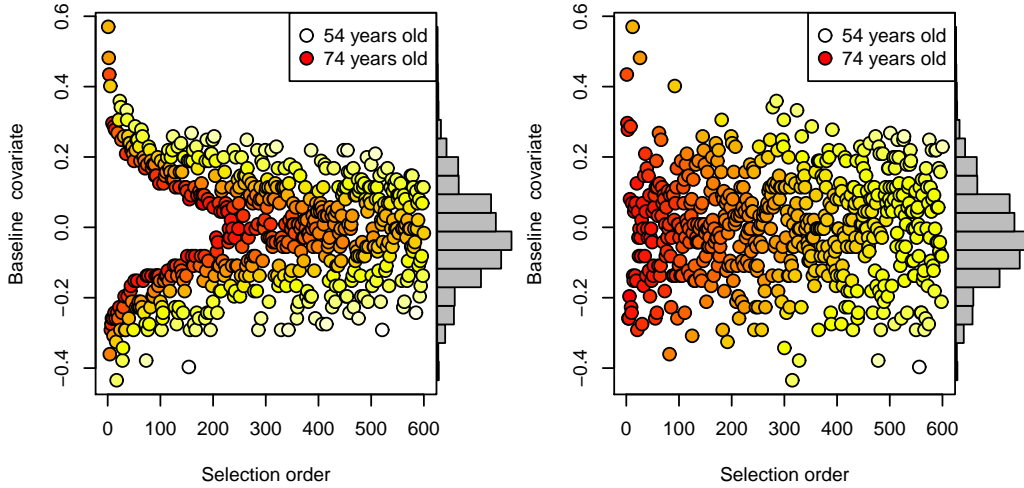 54 years old
74 years old
0.6
0.4
0.2
0.0
−0.2
−0.4
Baseline covariate
0 100 200 300 400 500 600
Selection order
54 years old
74 years old
0.6
0.4
0.2
0.0
−0.2
−0.4
Baseline covariate
0 100 200 300 400 500 600
Selection order